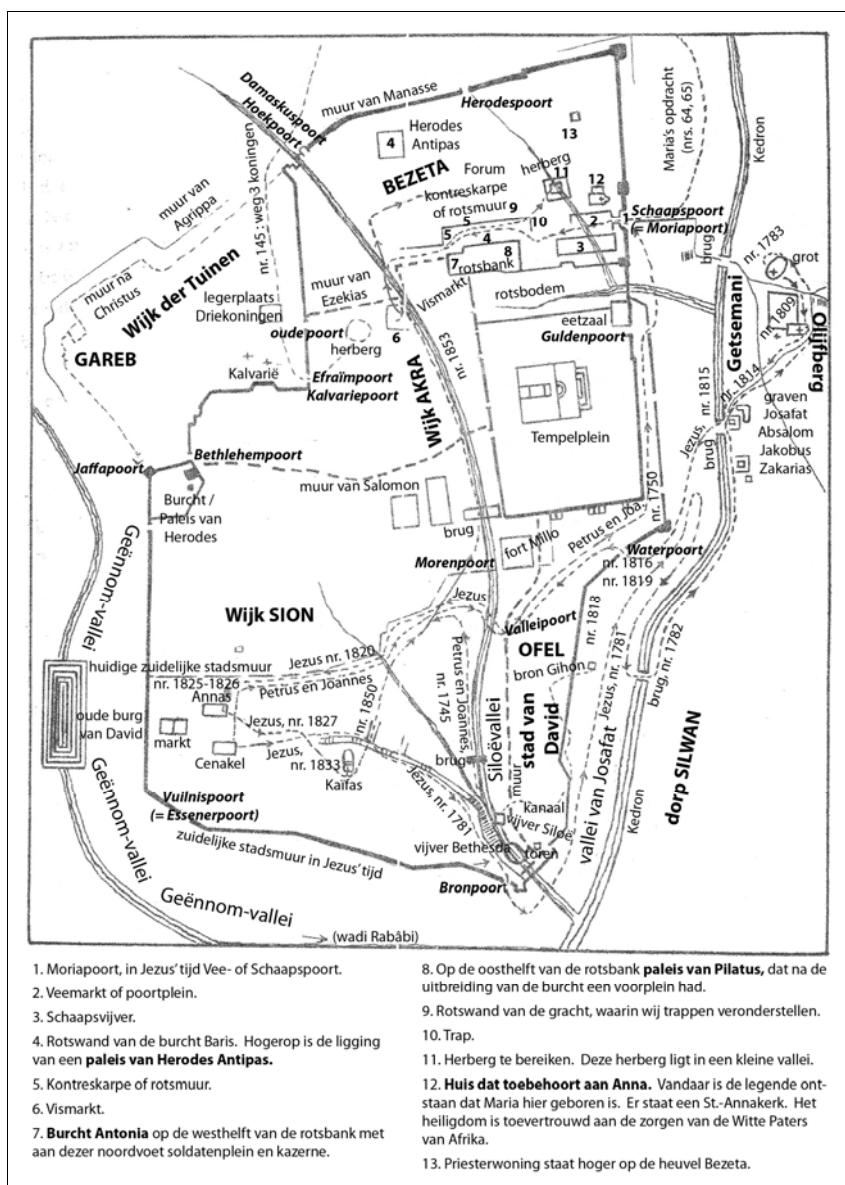 Damaskuspoort
Hoekpoort
muur van Manasse
Herodespoort
13
4
Herodes
Antipas
Maria's opdracht
(nrs. 64, 65)
Kedron
BEZETA
Forum
herberg
11
12
kontreskarpe
of rotsmuur
9
5
10
2
1
Schaapspoort
(= Moriapoort)
5
4
3
7
8
rotsbank
muur van
Agrippa
nr. 145 : weg 3 koningen
brug
nr. 1783
grot
muur na
Christus
Wijk der Tuinen
muur van
Ezekias
Vismarkt
rotsbodem
legerplaats
Driekoningen
eetzaal
Guldenpoort
Getsemani
nr. 1809
Olijfberg
oude poort
herberg
6
nr. 1853
GAREB
Kalvarië
Efraïmpoort
Kalvariepoort
Wijk AKRA
Tempelplein
Jezus, nr. 1815
nr. 1814
graven
Josafat
Absalom
Jakobus
Zakarias
brug
Jaffapoort
Bethlehempoort
muur van Salomon
Burcht /
Paleis van
Herodes
brug
nr. 1750
Petrus en Joa.
fort Millo
Morenpoort
Waterpoort
nr. 1816
nr. 1819
Geënnom-vallei
Wijk SION
Jezus
Valleipoort
OFEL
nr. 1818
bron Gihon
huidige zuidelijke stadsmuur
Jezus nr. 1820
nr. 1825-1826
Petrus en Joannes
Annas
Petrus en Joannes,
nr. 1745
Jezus, nr. 1781
brug, nr. 1782
oude burg
van David
markt
Jezus, nr. 1827
nr. 1850
Cenakel
Jezus,
nr. 1833
Kaïfas
brug
Siloëvallei
stad van
David
muur
vallei van Josafat
dorp SILWAN
Kedron
Geënnom-vallei
Vuilnispoort
(= Essenerpoort)
Jezus, nr. 1781
kanaal
vijver Siloë
zuidelijke stadsmuur in Jezus' tijd
vijver Bethesda
toren
Bronpoort
Geënnom-vallei
(wadi Rabâbi)
1. Moriapoort, in Jezus' tijd Vee- of Schaapspoort.
2. Veemarkt of poortplein.
3. Schaapsvijver.
4. Rotswand van de burcht Baris. Hogerop is de ligging
van een paleis van Herodes Antipas.
5. Kontreskarpe of rotsmuur.
6. Vismarkt.
7. Burcht Antonia op de westhelft van de rotsbank met
aan dezer noordvoet soldatenplein en kazerne.
8. Op de oosthelft van de rotsbank paleis van Pilatus, dat na de
uitbreiding van de burcht een voorplein had.
9. Rotswand van de gracht, waarin wij trappen veronderstellen.
10. Trap.
11. Herberg te bereiken. Deze herberg ligt in een kleine vallei.
12. Huis dat toebehoort aan Anna. Vandaar is de legende ont-
staan dat Maria hier geboren is. Er staat een St.-Annakerk. Het
heiligdom is toevertrouwd aan de zorgen van de Witte Paters
van Afrika.
13. Priesterwoning staat hoger op de heuvel Bezeta.